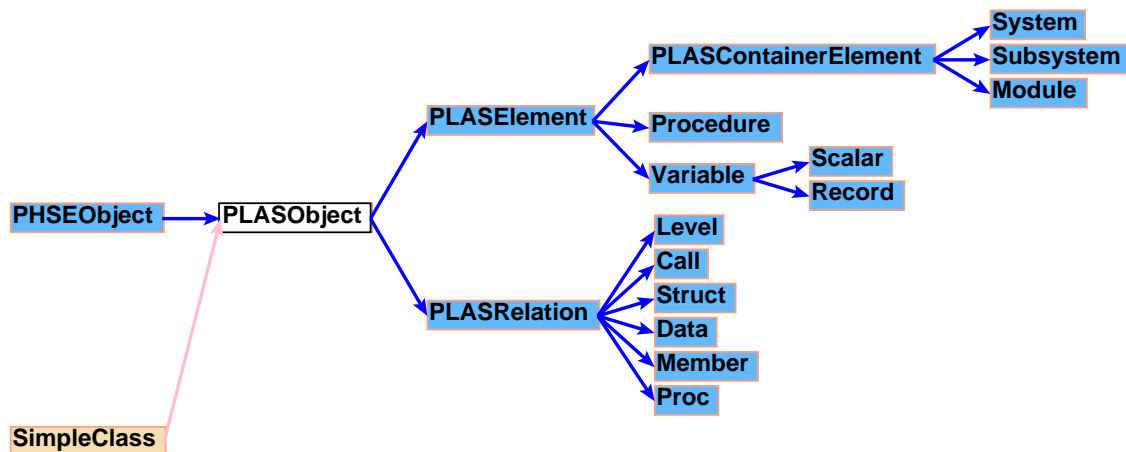 System
PLASContainerElement
Subsystem
Module
PLASElement
Procedure
Scalar
Variable
Record
PHSEObject
PLASObject
Level
Call
Struct
PLASRelation
Data
Member
Proc
SimpleClass